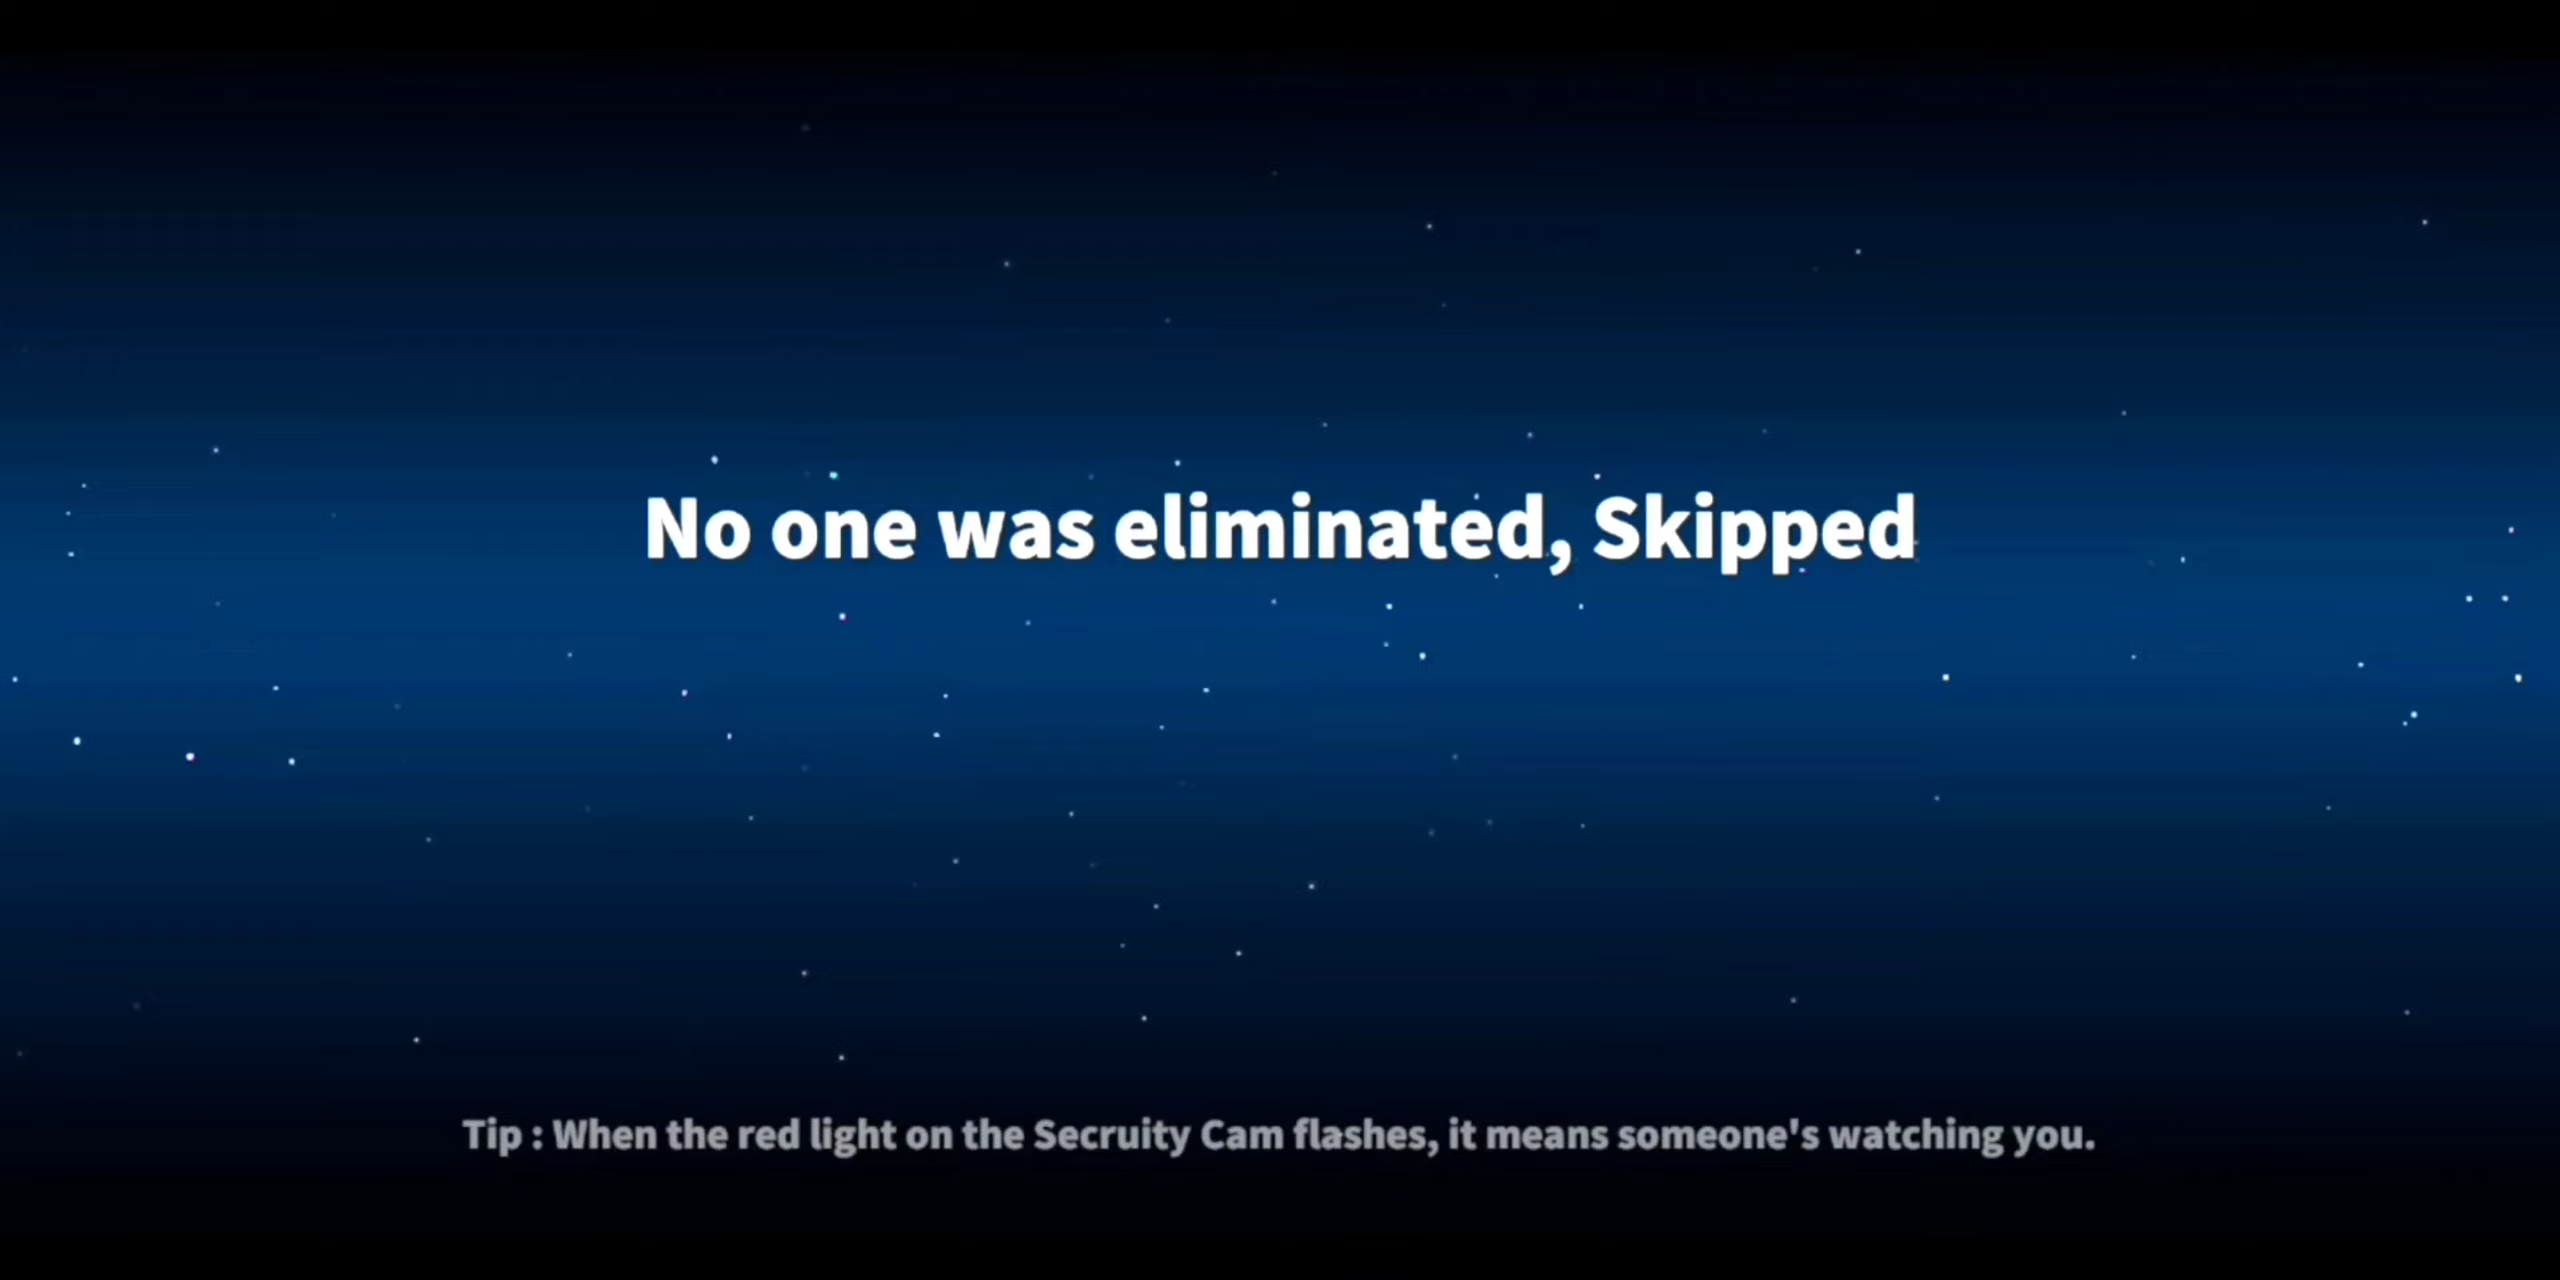 No one was eliminated, Skipped
Tip : When the red light on the Secruity Cam flashes, it means someone's watching you.